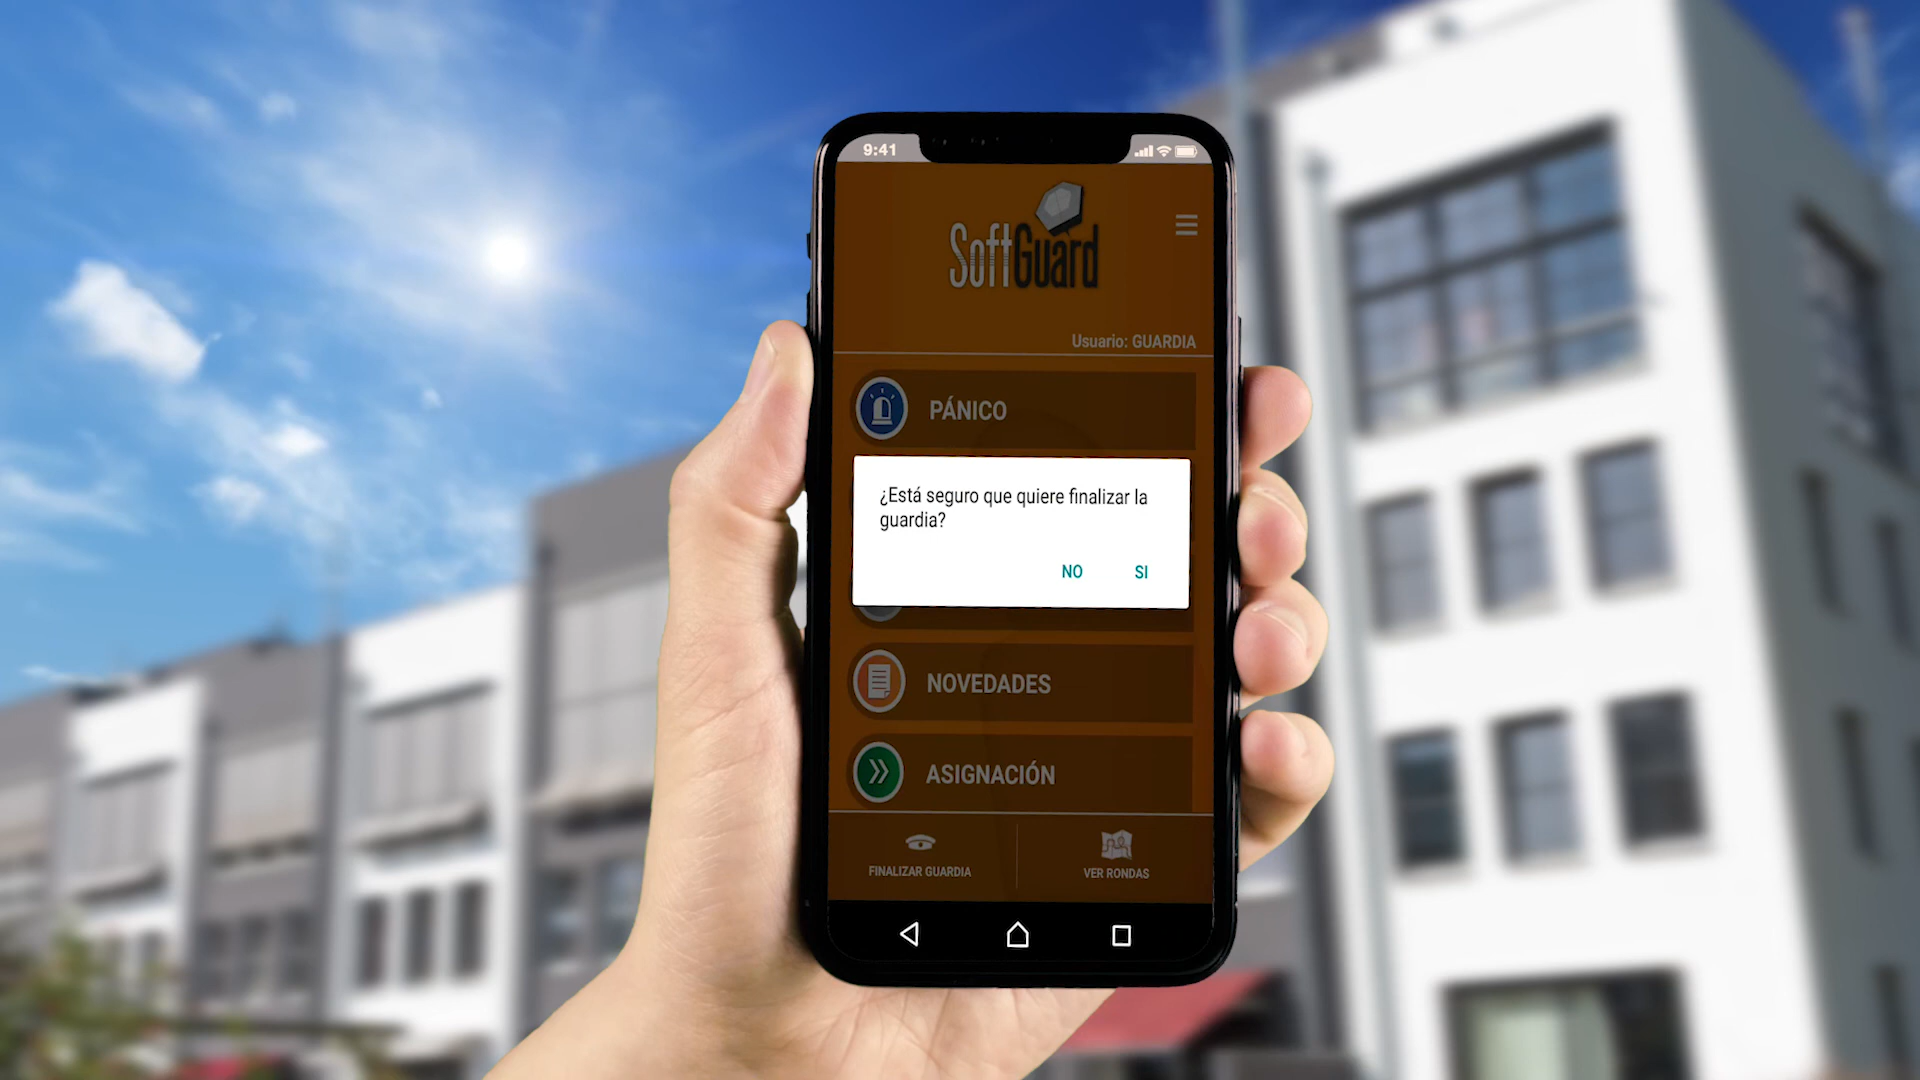 9:41
SoftGuard
Usuario: GUARDIA
PÁNICO
¿Está seguro que quiere finalizar la
guardia?
NO SI
NOVEDADES
ASIGNACIÓN
FINALIZAR GUARDIA VER RONDAS